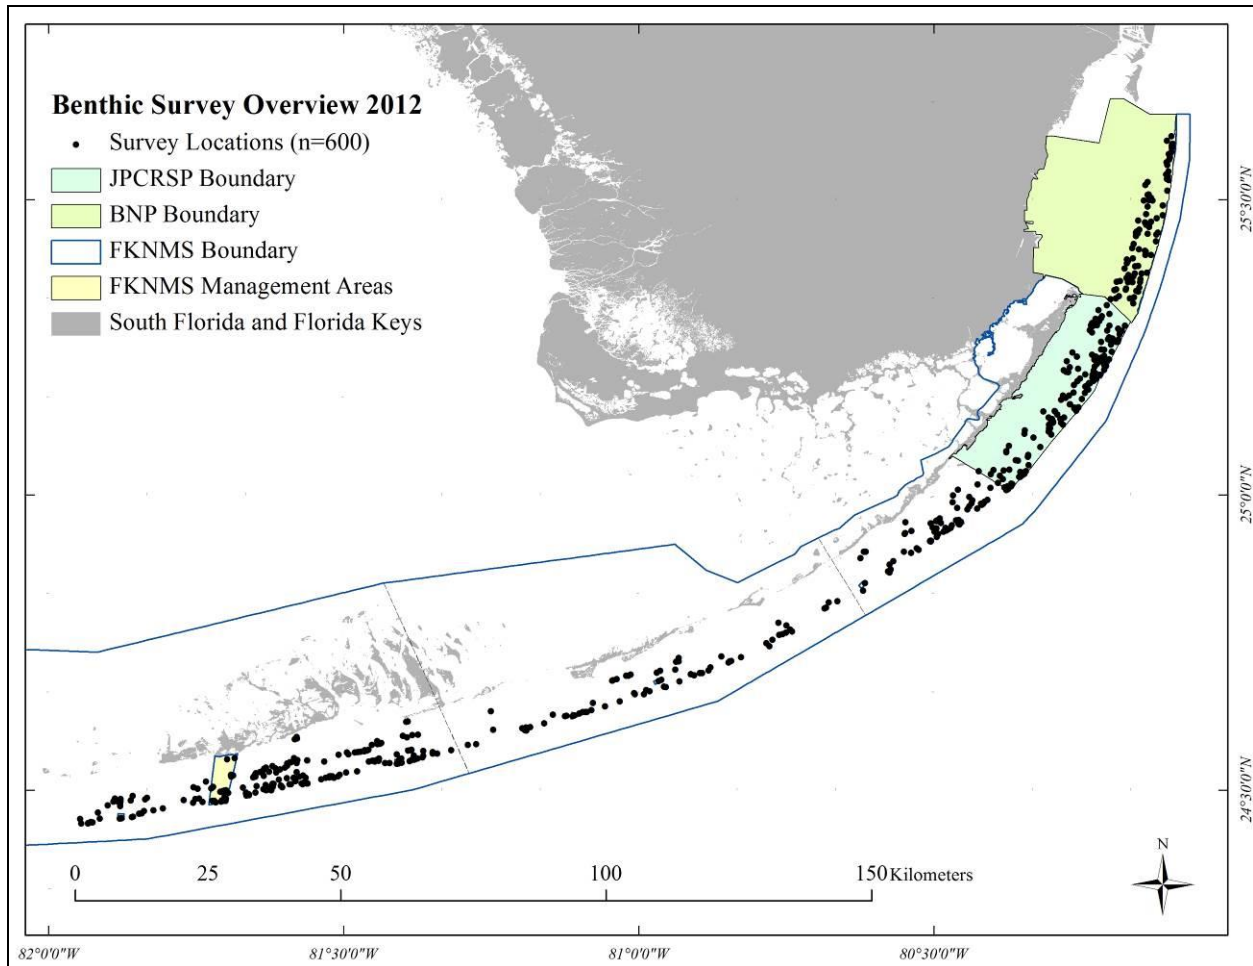 Benthic Survey Overview 2012
Survey Locations (n=600)
JPCRSP Boundary
BNP Boundary
FKNMS Boundary
FKNMS Management Areas
South Florida and Florida Keys
25°30'0"N
25°0'0"N
24°30'0"N
0 25 50 100 150 Kilometers
N
82°0'0"W 81°30'0"W 81°0'0"W 80°30'0"W